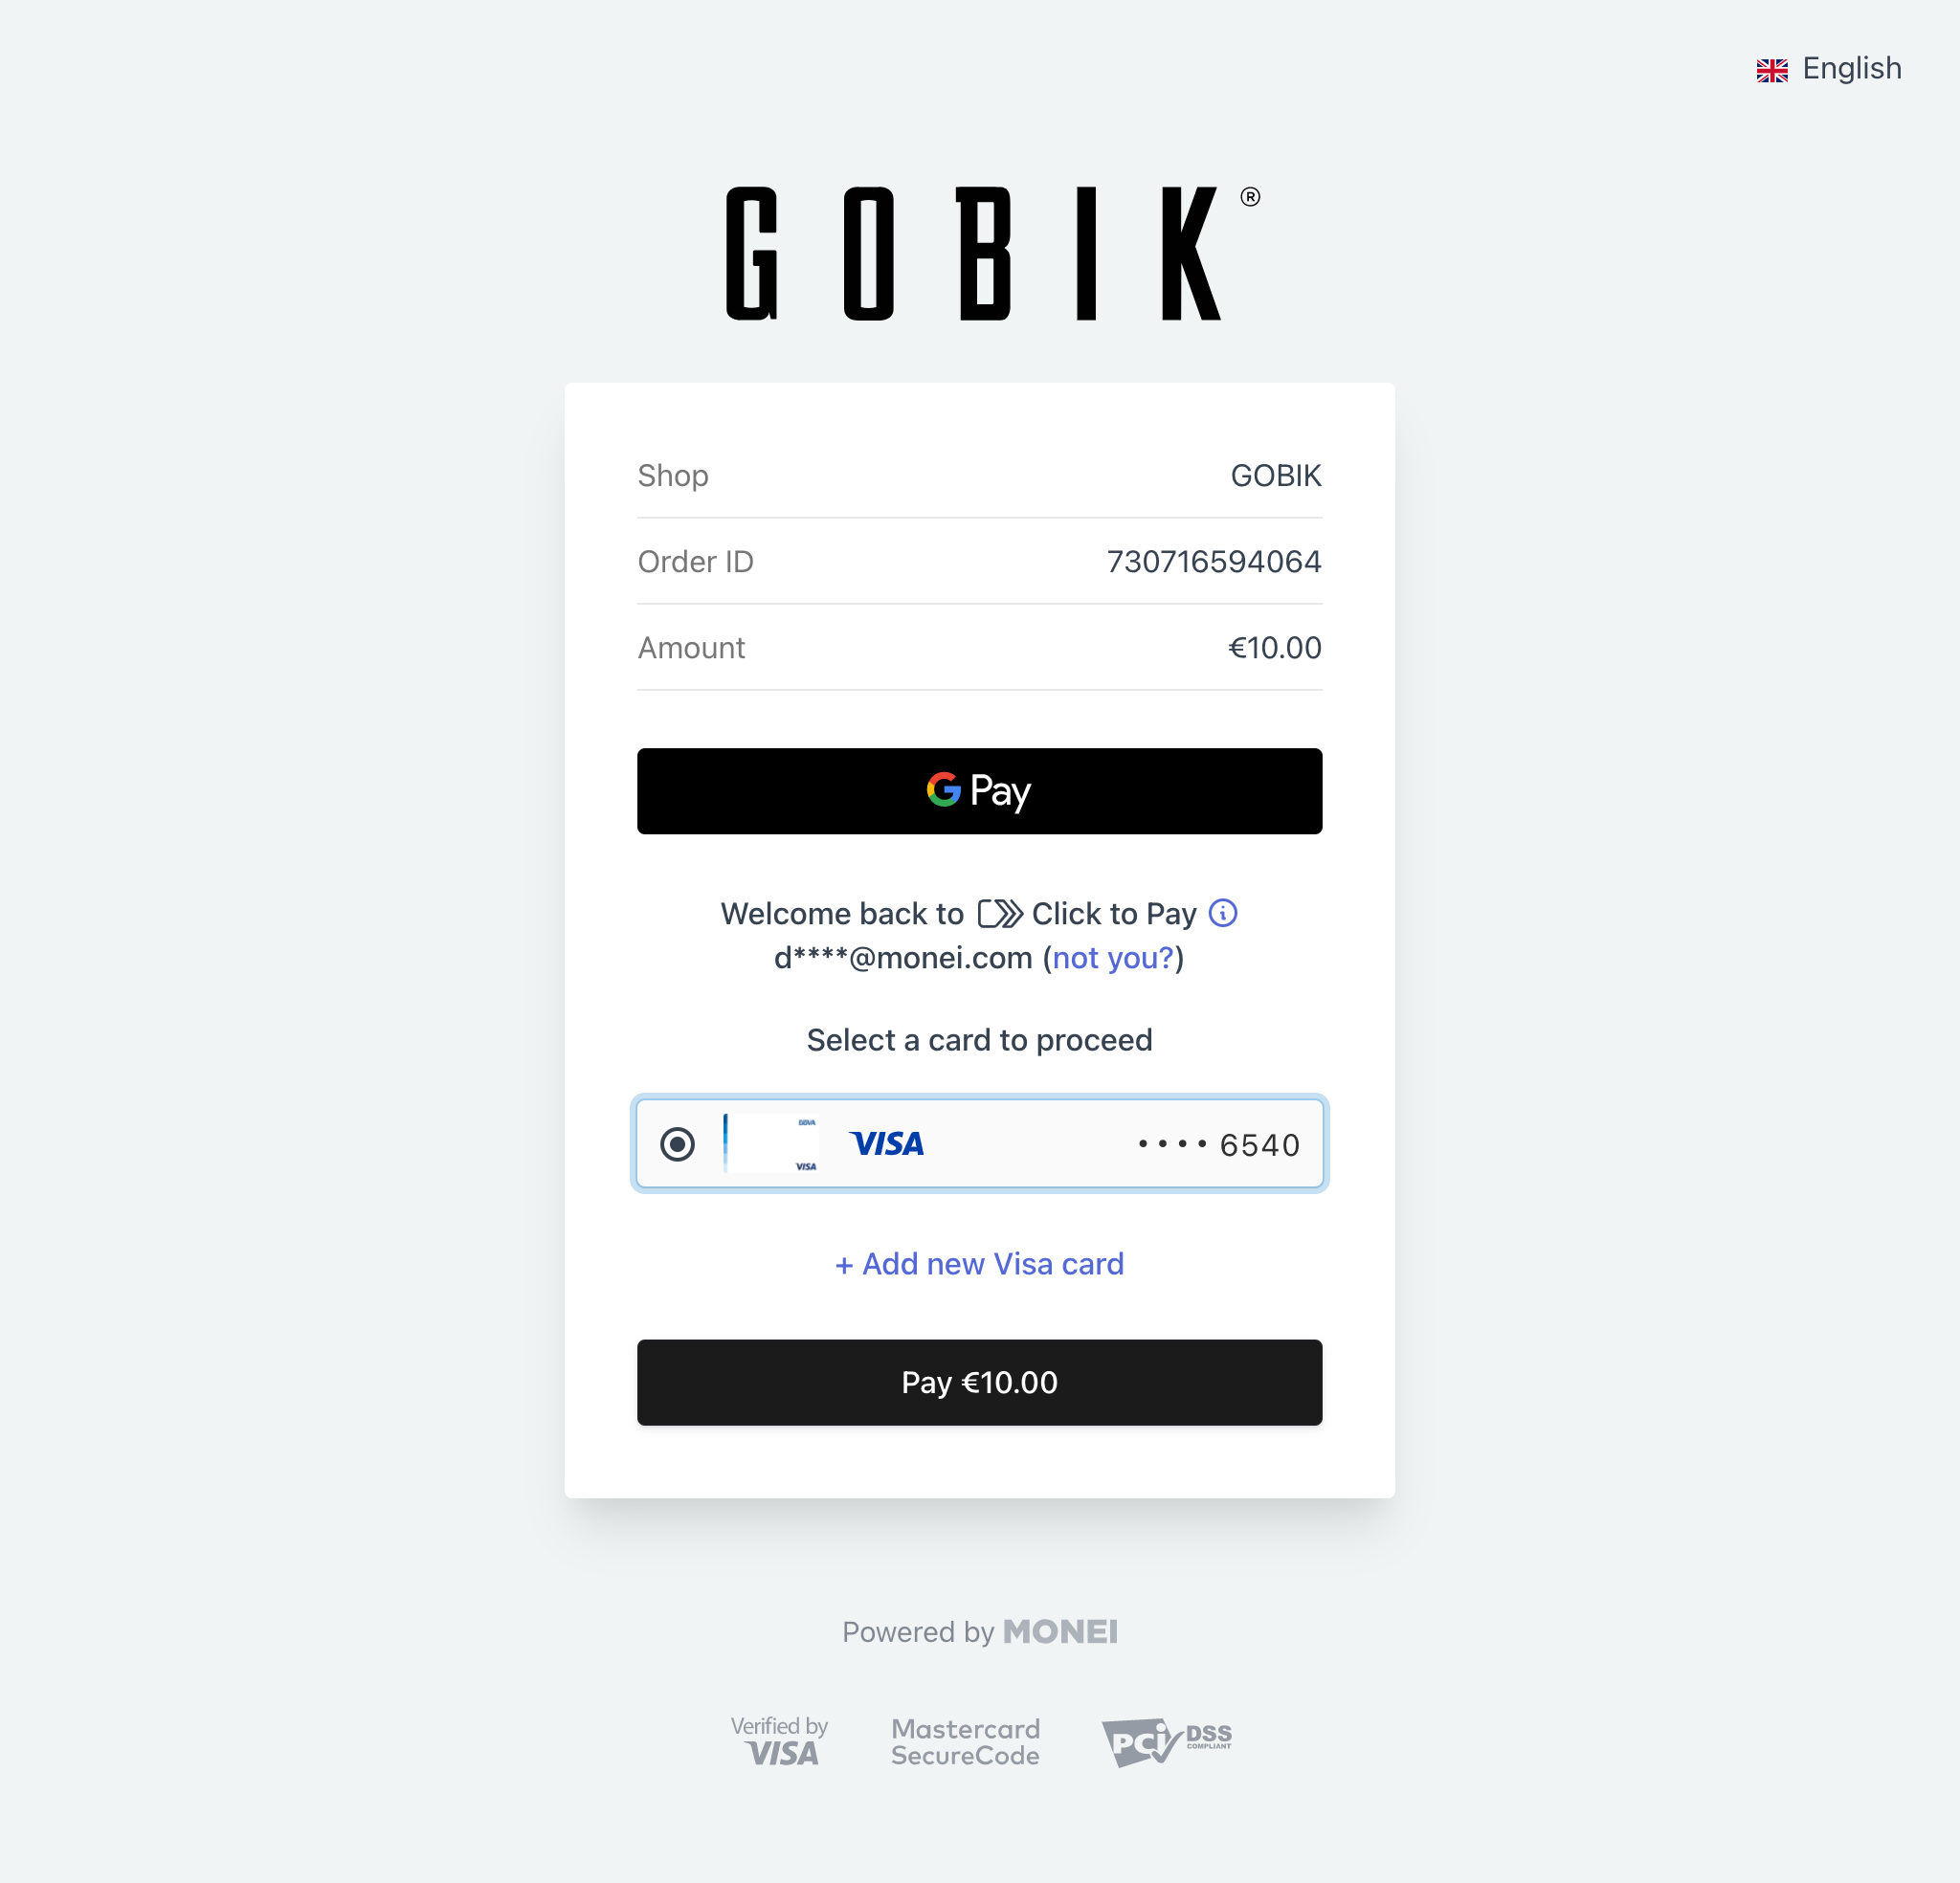 English
GOBIK®
Shop GOBIK
Order ID 730716594064
Amount €10.00
G Pay
Welcome back to Click to Pay
d****@monei.com (not you?)
Select a card to proceed
BBVA
VISA
VISA •••• 6540
+ Add new Visa card
Pay €10.00
Powered by MONEI
Verified by
VISA
Mastercard
SecureCode
PCI DSS
COMPLIANT